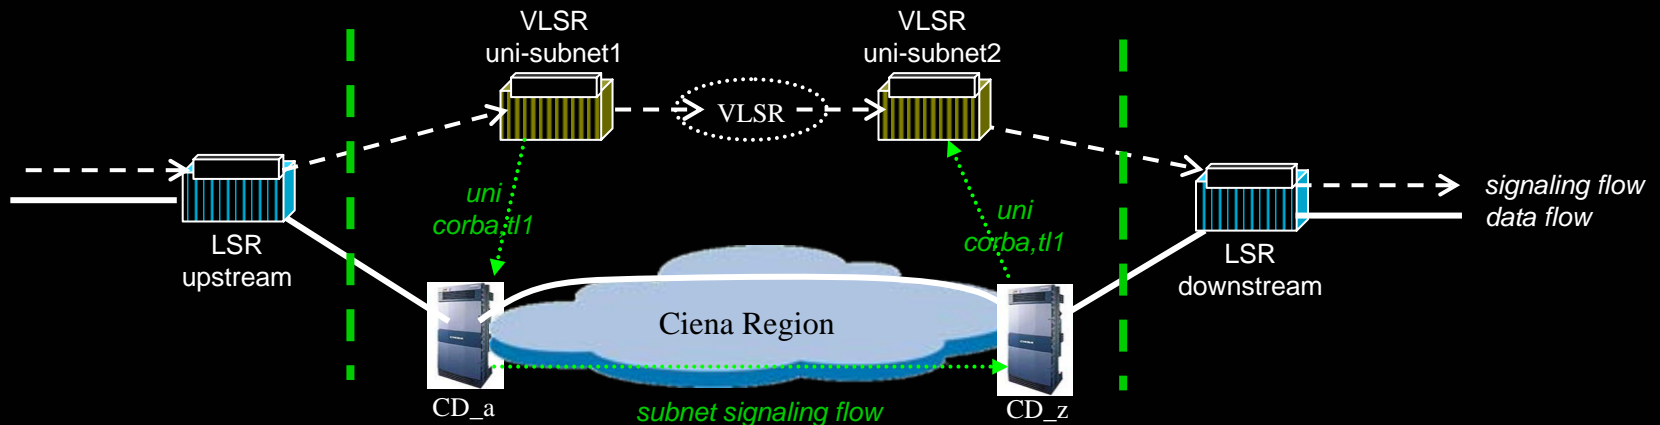 VLSR
uni-subnet1
VLSR
uni-subnet2
VLSR
uni
corba,tl1
uni
corba,tl1
signaling flow
data flow
LSR
upstream
LSR
downstream
Ciena Region
CD_a
subnet signaling flow
CD_z